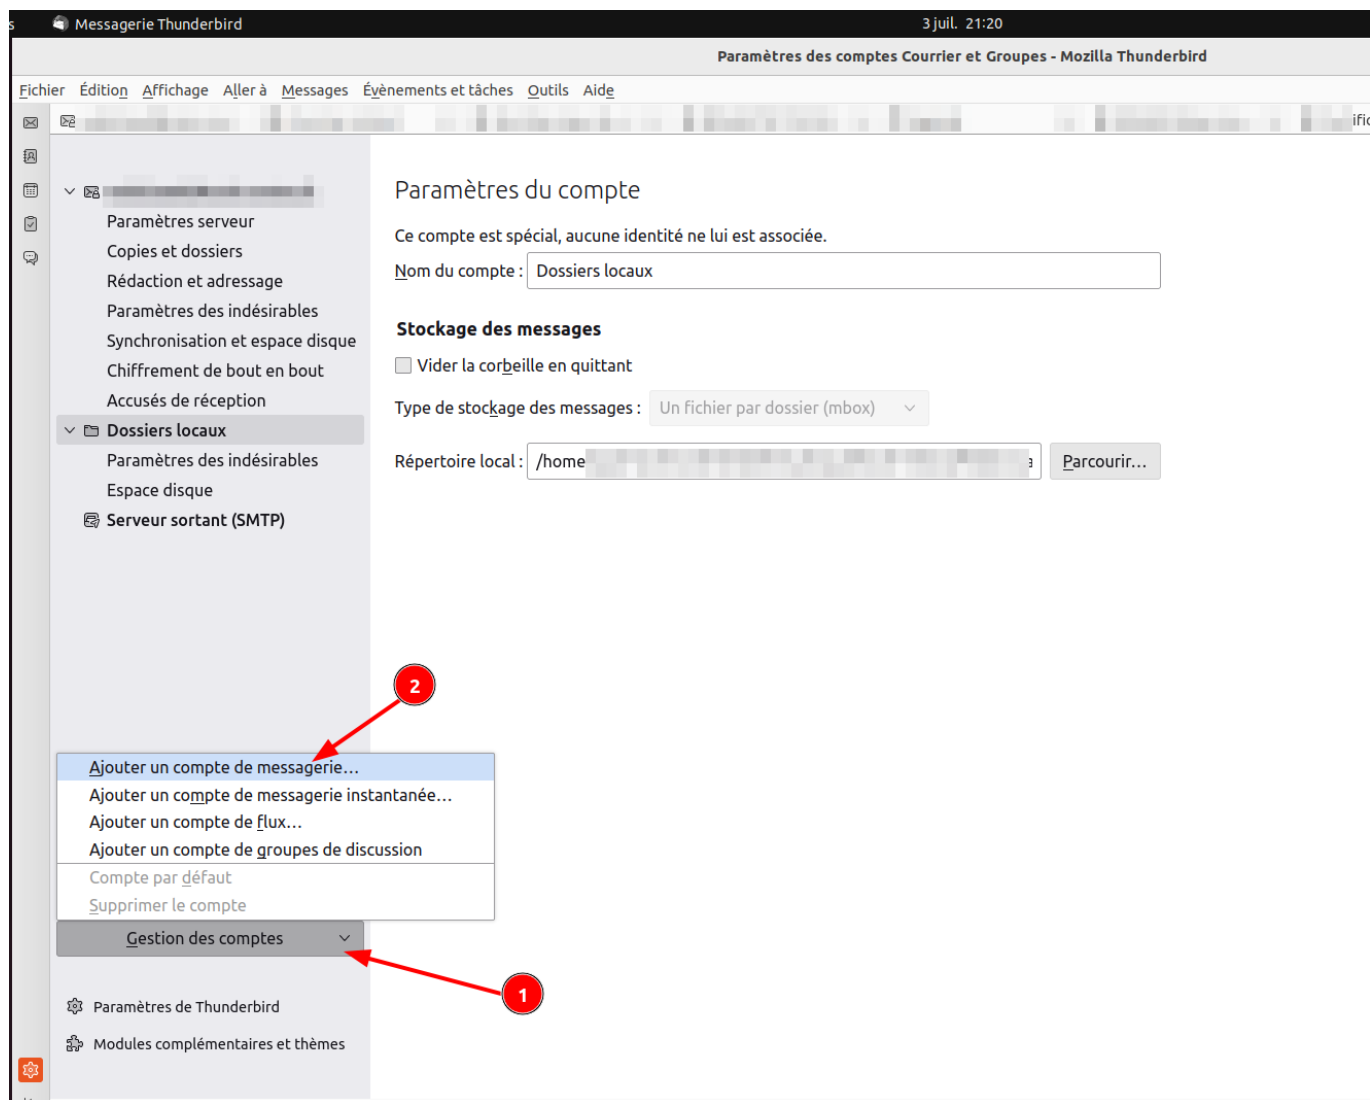 s Messagerie Thunderbird 3 juil. 21:20
Paramètres des comptes Courrier et Groupes - Mozilla Thunderbird
Fichier Édition Affichage Aller à Messages Évènements et tâches Outils Aide
Paramètres du compte
Paramètres serveur
Ce compte est spécial, aucune identité ne lui est associée.
Copies et dossiers
Nom du compte : Dossiers locaux
Rédaction et adressage
Paramètres des indésirables
Stockage des messages
Synchronisation et espace disque
Vider la corbeille en quittant
Chiffrement de bout en bout
Accusés de réception
Type de stockage des messages : Un fichier par dossier (mbox)
Dossiers locaux
Paramètres des indésirables
Répertoire local : /home Parcourir...
Espace disque
Serveur sortant (SMTP)
2
Ajouter un compte de messagerie...
Ajouter un compte de messagerie instantanée...
Ajouter un compte de flux...
Ajouter un compte de groupes de discussion
Compte par défaut
Supprimer le compte
Gestion des comptes
1
Paramètres de Thunderbird
Modules complémentaires et thèmes